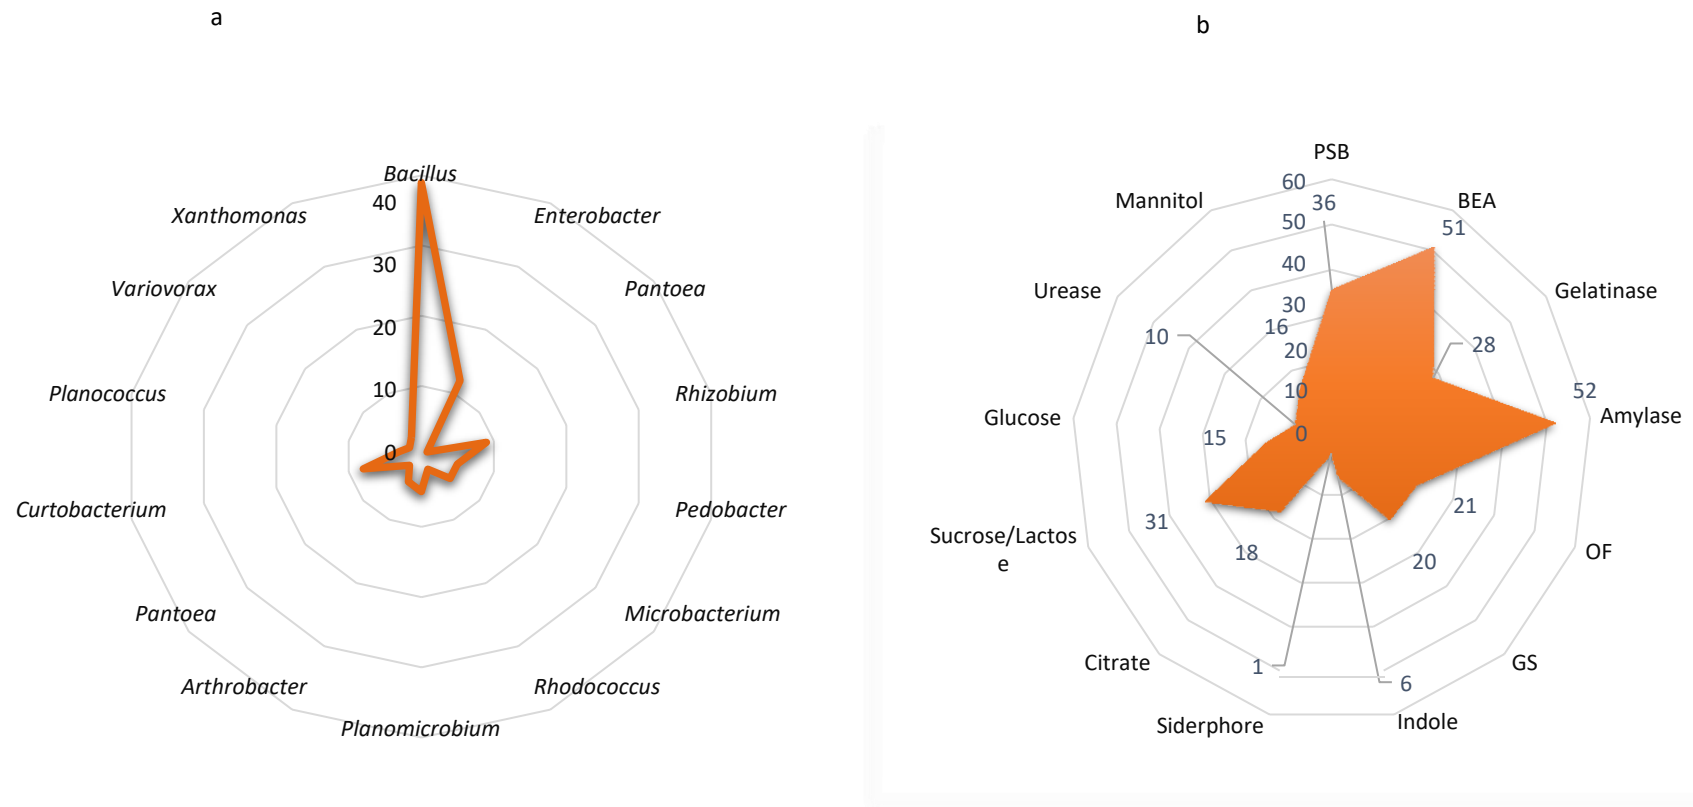 a
Bacillus
Enterobacter
Pantoea
Rhizobium
Pedobacter
Microbacterium
Rhodococcus
Planomicrobium
Arthrobacter
Pantoea
Curtobacterium
Planococcus
Variovorax
Xanthomonas
40
30
20
10
0
b
PSB
BEA
Gelatinase
Amylase
OF
GS
Indole
Siderphore
Citrate
Sucrose/Lactos
e
Glucose
Urease
Mannitol
60
50
40
30
20
10
0
36
51
28
52
21
20
6
1
18
31
15
10
16